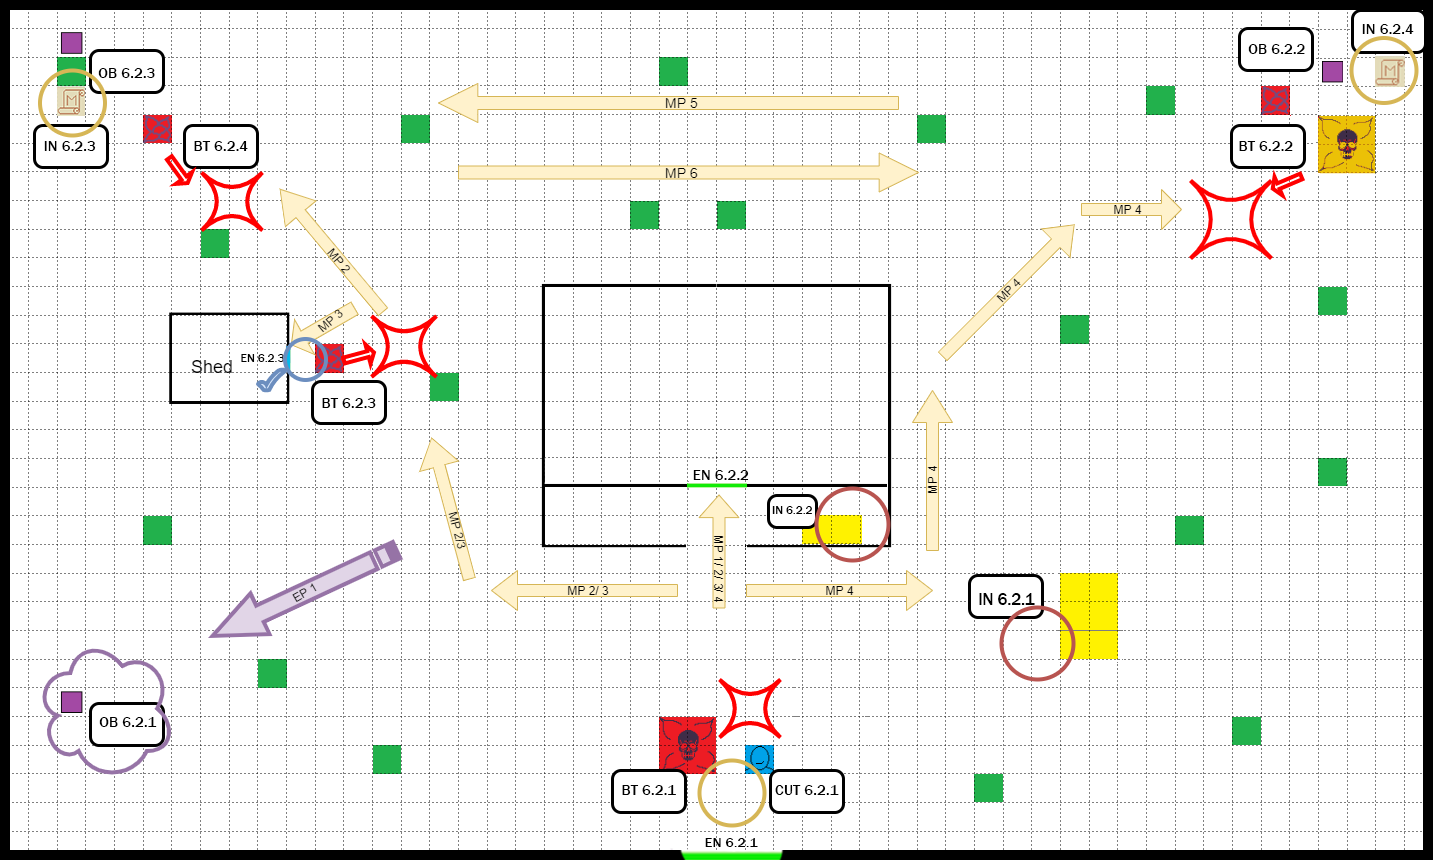 IN 6.2.4
OB 6.2.2
OB 6.2.3
M
M
MP 5
IN 6.2.3
BT 6.2.4
BT 6.2.2
MP 6
MP 4
MP 2
MP 4
MP 3
EN 6.2.3
Shed
BT 6.2.3
EN 6.2.2
MP 4
IN 6.2.2
MP 2/3
MP 1/ 2/ 3/ 4
MP 2/ 3
MP 4
EP 1
IN 6.2.1
OB 6.2.1
BT 6.2.1
CUT 6.2.1
EN 6.2.1